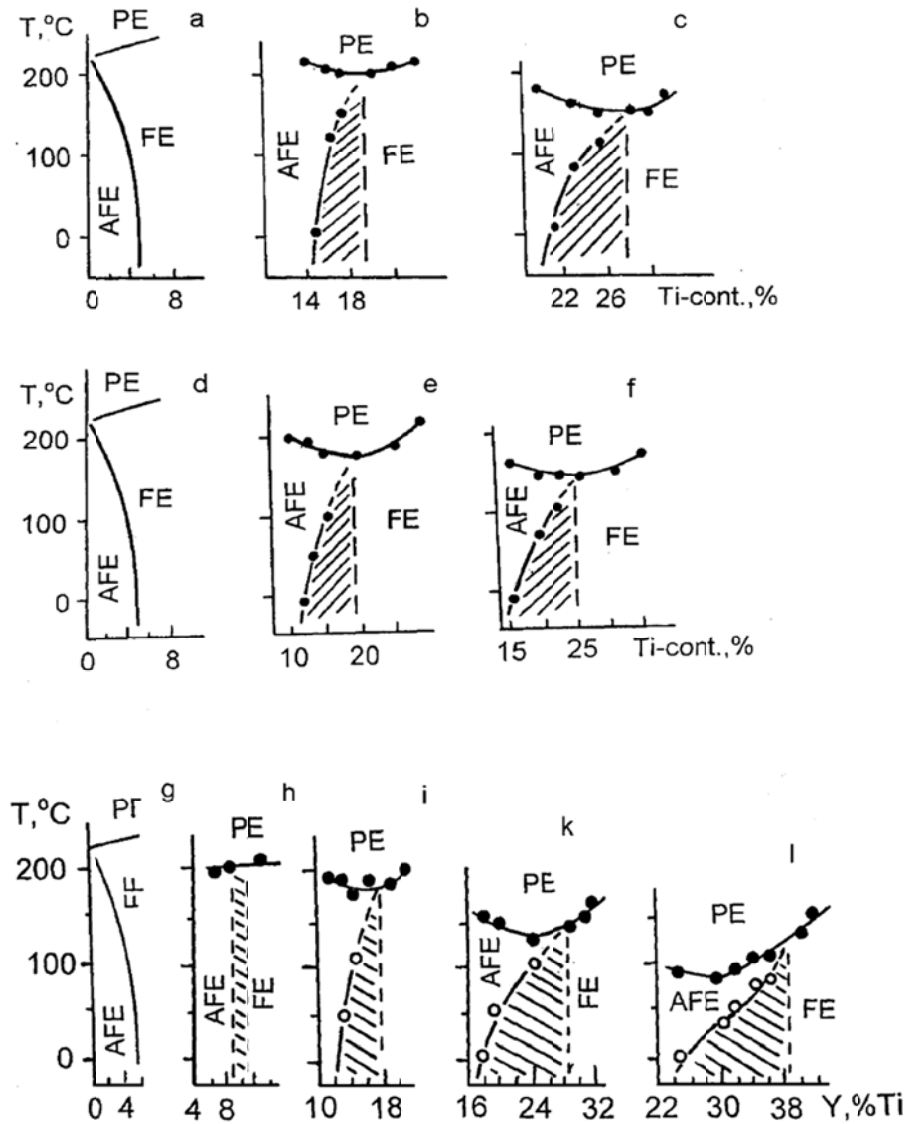 T,°C PE a b c
200 PE PE
100 FE AFE FE AFE FE
0 AFE
0 8 14 18 22 26 Ti-cont.,%
T,°C PE d e f
200 PE PE
100 FE AFE FE AFE FE
0 AFE
0 8 10 20 15 25 Ti-cont.,%
T,°C g h i k l
PE PE PE PE
200 AFE FE AFE PE
100 AFE FE AFE FE
0 AFE
0 4 4 8 10 18 16 24 32 22 30 38 Y,%Ti